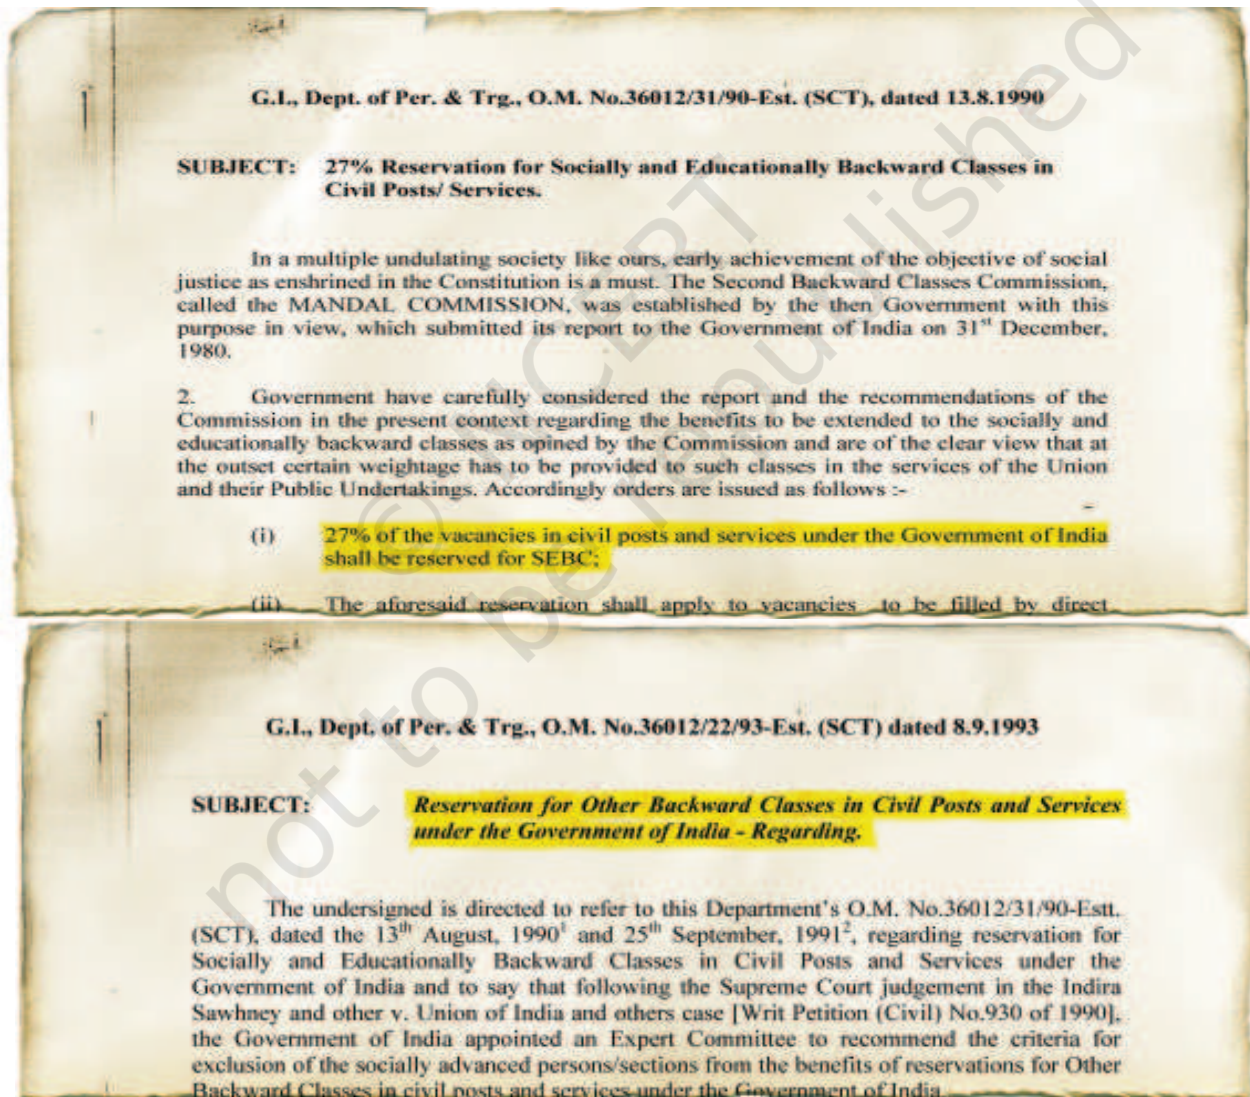 G.I., Dept. of Per. & Trg., O.M. No.36012/31/90-Est. (SCT), dated 13.8.1990
SUBJECT: 27% Reservation for Socially and Educationally Backward Classes in
Civil Posts/ Services.
In a multiple undulating society like ours, early achievement of the objective of social
justice as enshrined in the Constitution is a must. The Second Backward Classes Commission,
called the MANDAL COMMISSION, was established by the then Government with this
purpose in view, which submitted its report to the Government of India on 31st December,
1980.
2. Government have carefully considered the report and the recommendations of the
Commission in the present context regarding the benefits to be extended to the socially and
educationally backward classes as opined by the Commission and are of the clear view that at
the outset certain weightage has to be provided to such classes in the services of the Union
and their Public Undertakings. Accordingly orders are issued as follows :-
(i) 27% of the vacancies in civil posts and services under the Government of India
shall be reserved for SEBC;
(ii) The aforesaid reservation shall apply to vacancies to be filled by direct
G.I., Dept. of Per. & Trg., O.M. No.36012/22/93-Est. (SCT) dated 8.9.1993
SUBJECT: Reservation for Other Backward Classes in Civil Posts and Services
under the Government of India - Regarding.
The undersigned is directed to refer to this Department's O.M. No.36012/31/90-Estt.
(SCT), dated the 13th August, 1990¹ and 25th September, 1991², regarding reservation for
Socially and Educationally Backward Classes in Civil Posts and Services under the
Government of India and to say that following the Supreme Court judgement in the Indira
Sawhney and other v. Union of India and others case [Writ Petition (Civil) No.930 of 1990],
the Government of India appointed an Expert Committee to recommend the criteria for
exclusion of the socially advanced persons/sections from the benefits of reservations for Other
Backward Classes in civil posts and services under the Government of India.
© NCERT
not to be republished